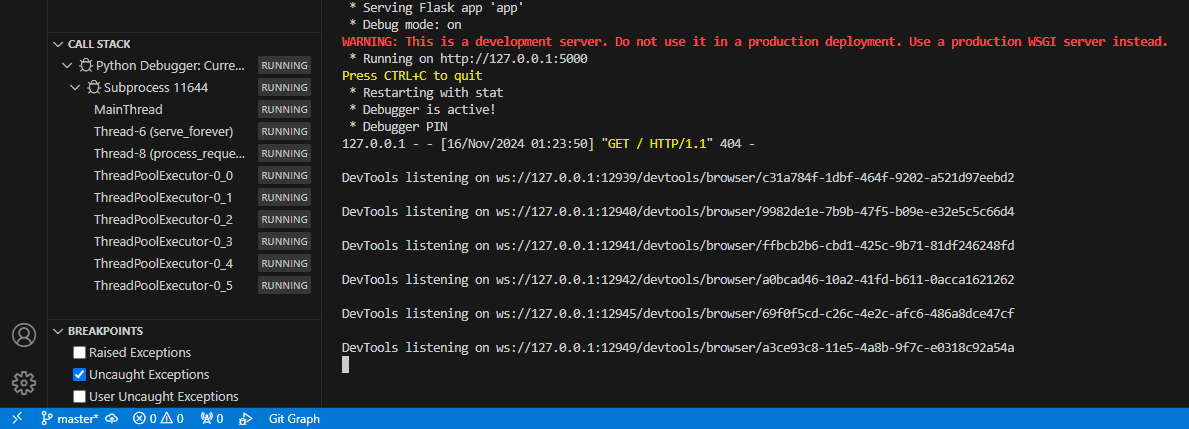 CALL STACK
Python Debugger: Curre... RUNNING
Subprocess 11644 RUNNING
MainThread RUNNING
Thread-6 (serve_forever) RUNNING
Thread-8 (process_reque... RUNNING
ThreadPoolExecutor-0_0 RUNNING
ThreadPoolExecutor-0_1 RUNNING
ThreadPoolExecutor-0_2 RUNNING
ThreadPoolExecutor-0_3 RUNNING
ThreadPoolExecutor-0_4 RUNNING
ThreadPoolExecutor-0_5 RUNNING
BREAKPOINTS
Raised Exceptions
Uncaught Exceptions
User Uncaught Exceptions
* Serving Flask app 'app'
* Debug mode: on
WARNING: This is a development server. Do not use it in a production deployment. Use a production WSGI server instead.
* Running on http://127.0.0.1:5000
Press CTRL+C to quit
* Restarting with stat
* Debugger is active!
* Debugger PIN
127.0.0.1 - - [16/Nov/2024 01:23:50] "GET / HTTP/1.1" 404 -
DevTools listening on ws://127.0.0.1:12939/devtools/browser/c31a784f-1dbf-464f-9202-a521d97eebd2
DevTools listening on ws://127.0.0.1:12940/devtools/browser/9982de1e-7b9b-47f5-b09e-e32e5c5c66d4
DevTools listening on ws://127.0.0.1:12941/devtools/browser/ffbcb2b6-cbd1-425c-9b71-81df246248fd
DevTools listening on ws://127.0.0.1:12942/devtools/browser/a0bcad46-10a2-41fd-b611-0acca1621262
DevTools listening on ws://127.0.0.1:12945/devtools/browser/69f0f5cd-c26c-4e2c-afc6-486a8dce47cf
DevTools listening on ws://127.0.0.1:12949/devtools/browser/a3ce93c8-11e5-4a8b-9f7c-e0318c92a54a
master* 0 0 0 Git Graph